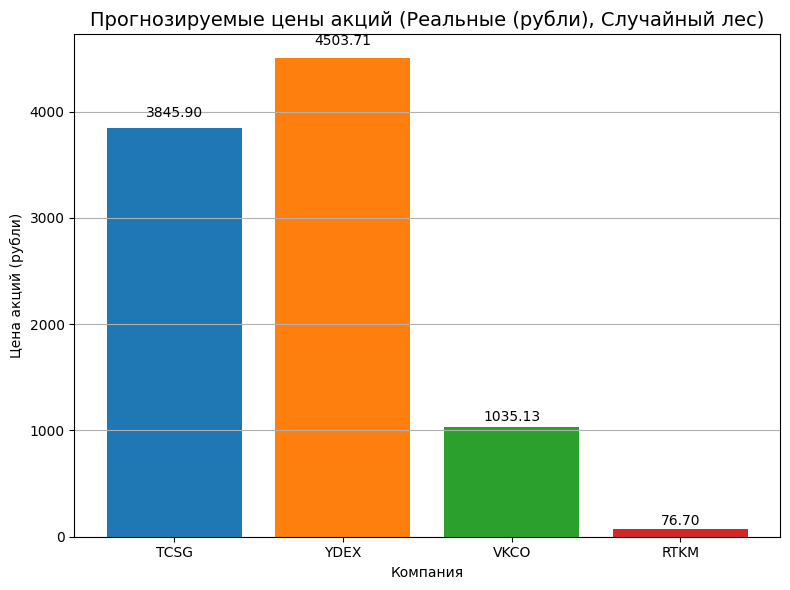 Прогнозируемые цены акций (Реальные (рубли), Случайный лес)
4503.71
3845.90
1035.13
76.70
4000
3000
2000
1000
0
Цена акций (рубли)
TCSG YDEX VKCO RTKM
Компания